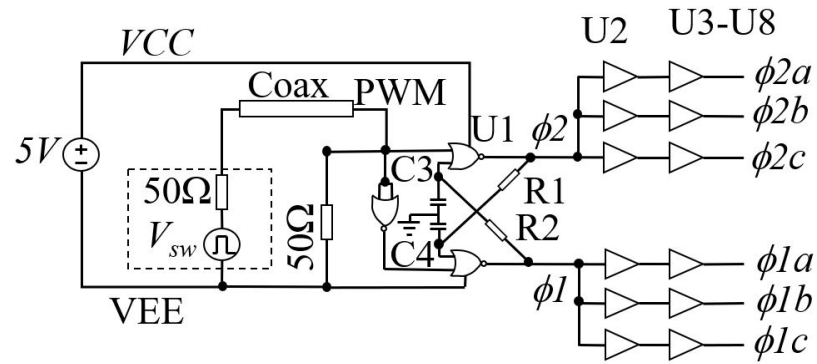 VCC
U2
U3-U8
Coax
PWM
U1
ϕ2
ϕ2a
ϕ2b
ϕ2c
5V
50Ω
Vsw
50Ω
C3
R1
R2
C4
VEE
ϕ1
ϕ1a
ϕ1b
ϕ1c